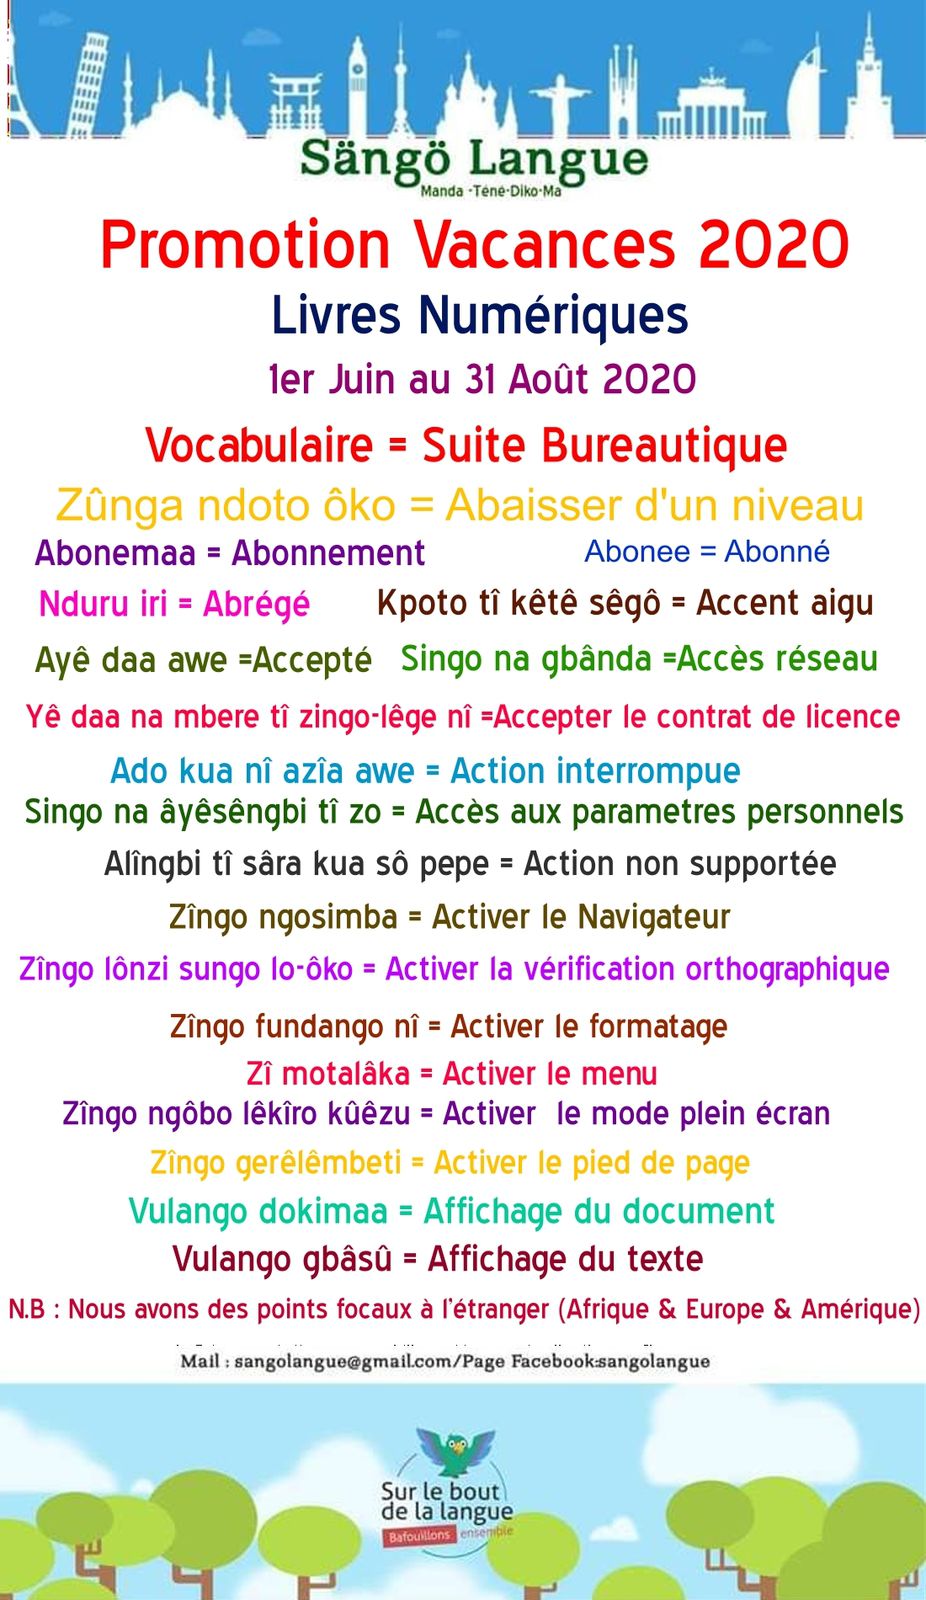 Sängö Langue
Manda -Téné-Diko-Ma
Promotion Vacances 2020
Livres Numériques
1er Juin au 31 Août 2020
Vocabulaire = Suite Bureautique
Zûnga ndoto ôko = Abaisser d'un niveau
Abonemaa = Abonnement Abonee = Abonné
Nduru iri = Abrégé Kpoto tî kêtê sêgô = Accent aigu
Ayê daa awe =Accepté Singo na gbânda =Accès réseau
Yê daa na mbere tî zingo-lêge nî =Accepter le contrat de licence
Ado kua nî azîa awe = Action interrompue
Singo na âyêsêngbi tî zo = Accès aux parametres personnels
Alîngbi tî sâra kua sô pepe = Action non supportée
Zîngo ngosimba = Activer le Navigateur
Zîngo lônzi sungo lo-ôko = Activer la vérification orthographique
Zîngo fundango nî = Activer le formatage
Zî motalâka = Activer le menu
Zîngo ngôbo lêkîro kûêzu = Activer le mode plein écran
Zîngo gerêlêmbeti = Activer le pied de page
Vulango dokimaa = Affichage du document
Vulango gbâsû = Affichage du texte
N.B : Nous avons des points focaux à l'étranger (Afrique & Europe & Amérique)
Mail : sangolangue@gmail.com/Page Facebook:sangolangue
Sur le bout
de la langue
Bafouillons ensemble